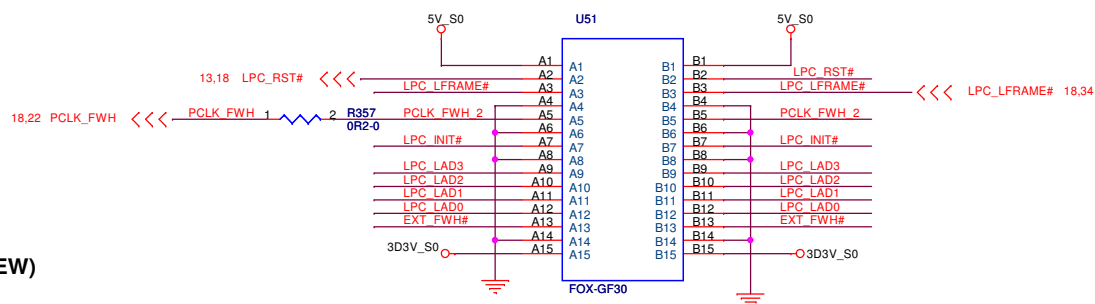 5V_S0 U51 5V_S0
A1 A1 B1 B1
13,18 LPC_RST# A2 A2 B2 B2 LPC_RST#
LPC_LFRAME# A3 A3 B3 B3 LPC_LFRAME# LPC_LFRAME# 18,34
A4 A4 B4 B4
18,22 PCLK_FWH PCLK_FWH 1 2 R357 PCLK_FWH_2 A5 A5 B5 B5 PCLK_FWH_2
0R2-0 A6 A6 B6 B6
LPC_INIT# A7 A7 B7 B7 LPC_INIT#
A8 A8 B8 B8
LPC_LAD3 A9 A9 B9 B9 LPC_LAD3
LPC_LAD2 A10 A10 B10 B10 LPC_LAD2
LPC_LAD1 A11 A11 B11 B11 LPC_LAD1
LPC_LAD0 A12 A12 B12 B12 LPC_LAD0
EXT_FWH# A13 A13 B13 B13 EXT_FWH#
A14 A14 B14 B14
3D3V_S0 A15 A15 B15 B15 3D3V_S0
EW)
FOX-GF30